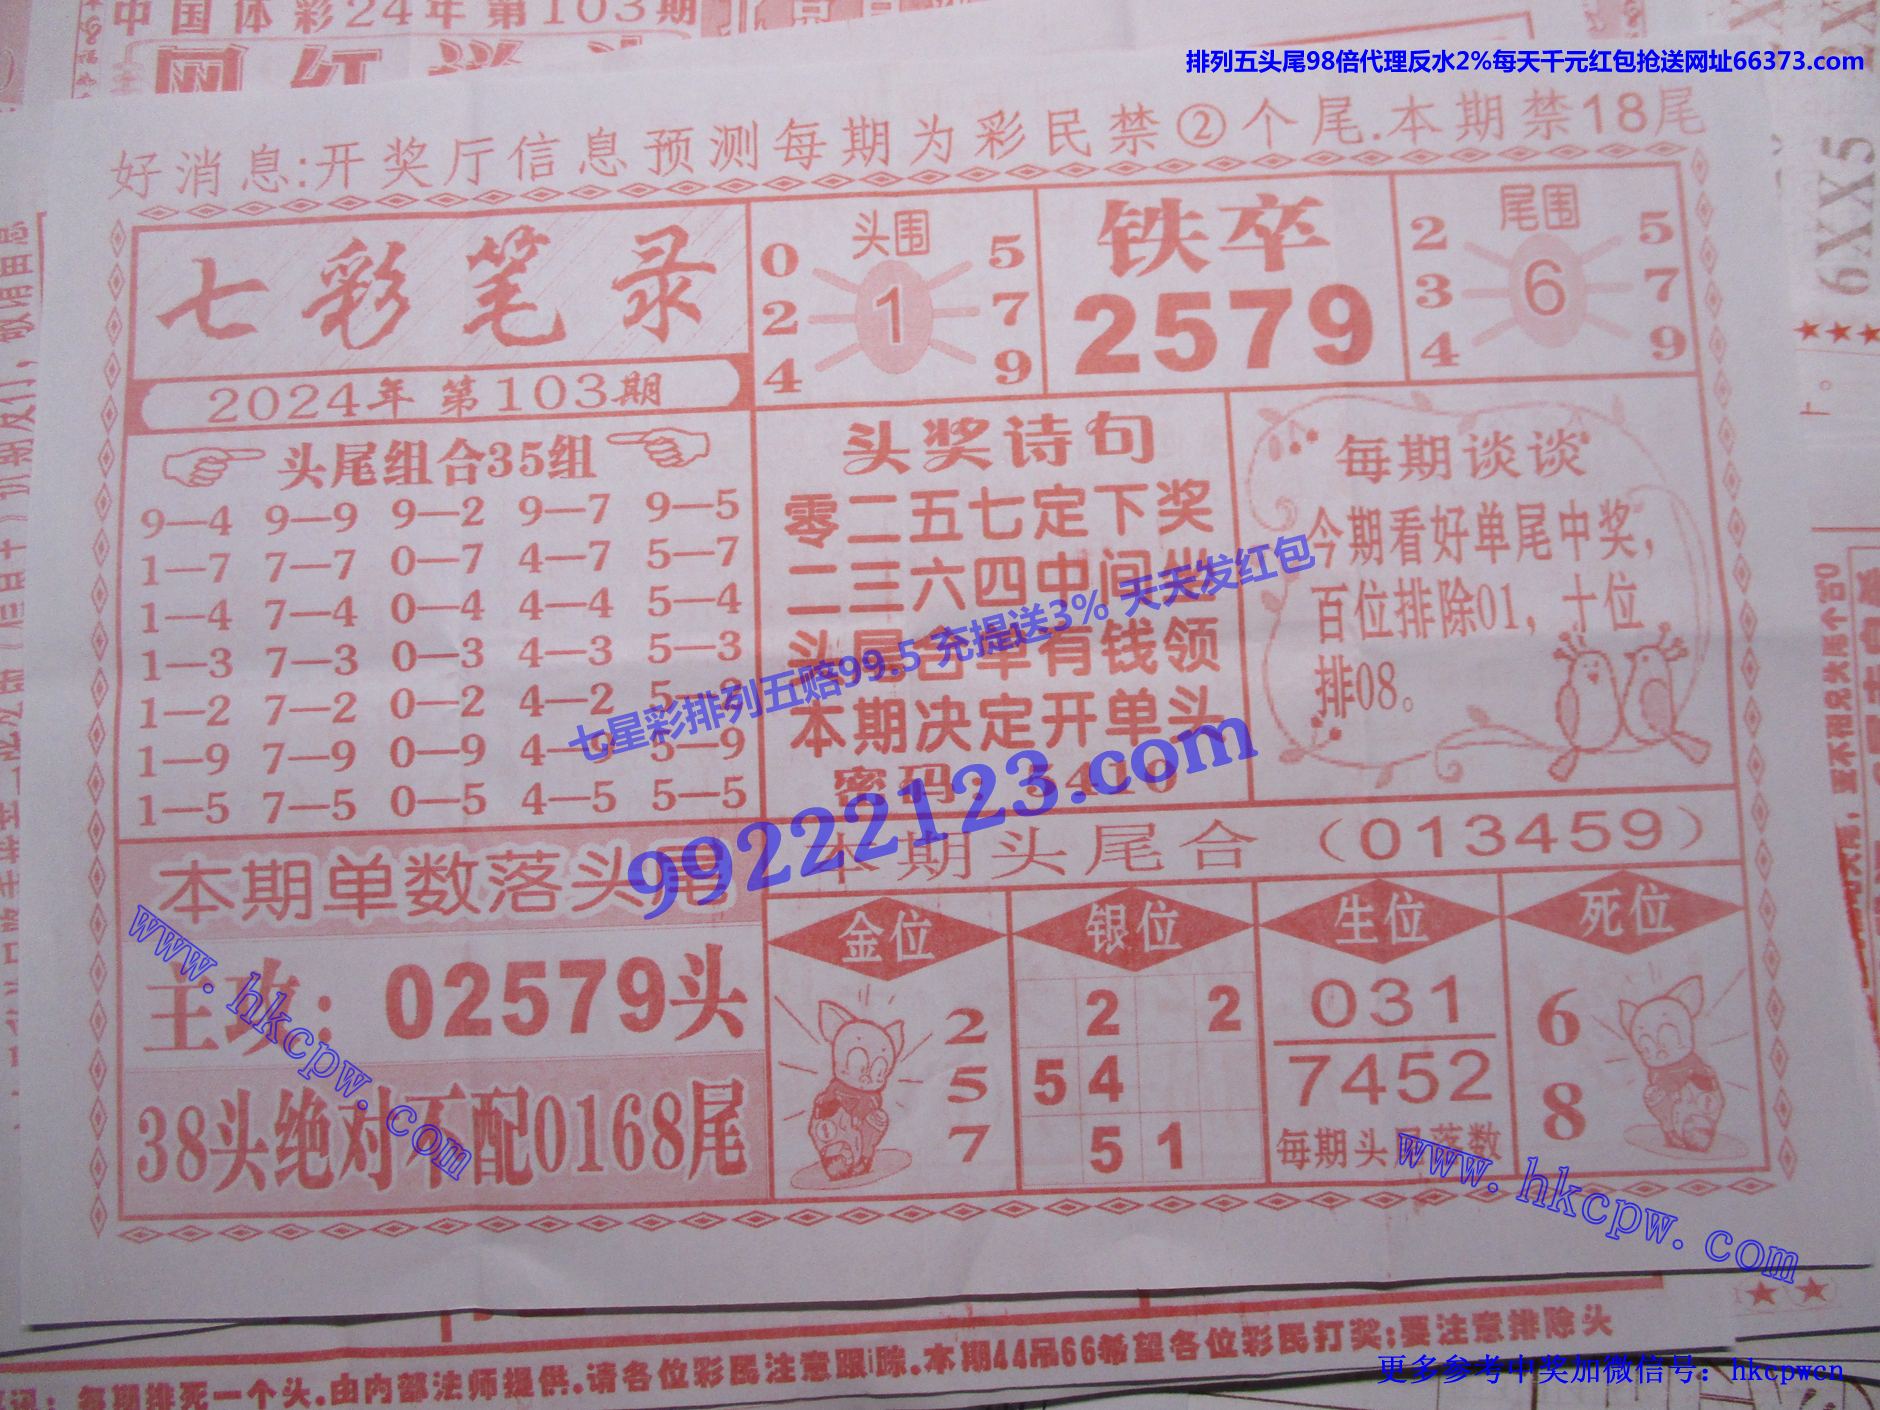 中国体彩24年第103期
排列五头尾98倍代理反水2%每天千元红包抢送网址66373.com
好消息:开奖厅信息预测每期为彩民禁②个尾.本期禁18尾
七彩笔录
2024年 第103期
头围
0 5
2 1 7
4 9
铁卒
2579
尾围
2 5
3 6 7
4 9
头尾组合35组
9—4 9—9 9—2 9—7 9—5
1—7 7—7 0—7 4—7 5—7
1—4 7—4 0—4 4—4 5—4
1—3 7—3 0—3 4—3 5—3
1—2 7—2 0—2 4—2 5—2
1—9 7—9 0—9 4—9 5—9
1—5 7—5 0—5 4—5 5—5
头奖诗句
零二五七定下奖
二三六四中间坐
头尾合单有钱领
本期决定开单头
密码:5410
每期谈谈
今期看好单尾中奖,
百位排除01, 十位
排08。
七星彩排列五赔99.5 充提送3% 天天发红包
99222123.com
本期头尾合 (013459)
本期单数落头尾
主攻: 02579头
38头绝对不配0168尾
金位
2
5
7
银位
2 2
5 4
5 1
生位
031
7452
每期头尾落数
死位
6
8
www.hkcpw.com
www.hkcpw.com
6XX5
每期排死一个头.由内部法师提供.请各位彩民注意跟踪.本期44吊66希望各位彩民打奖;要注意排除头
更多参考中奖加微信号: hkcpwcn